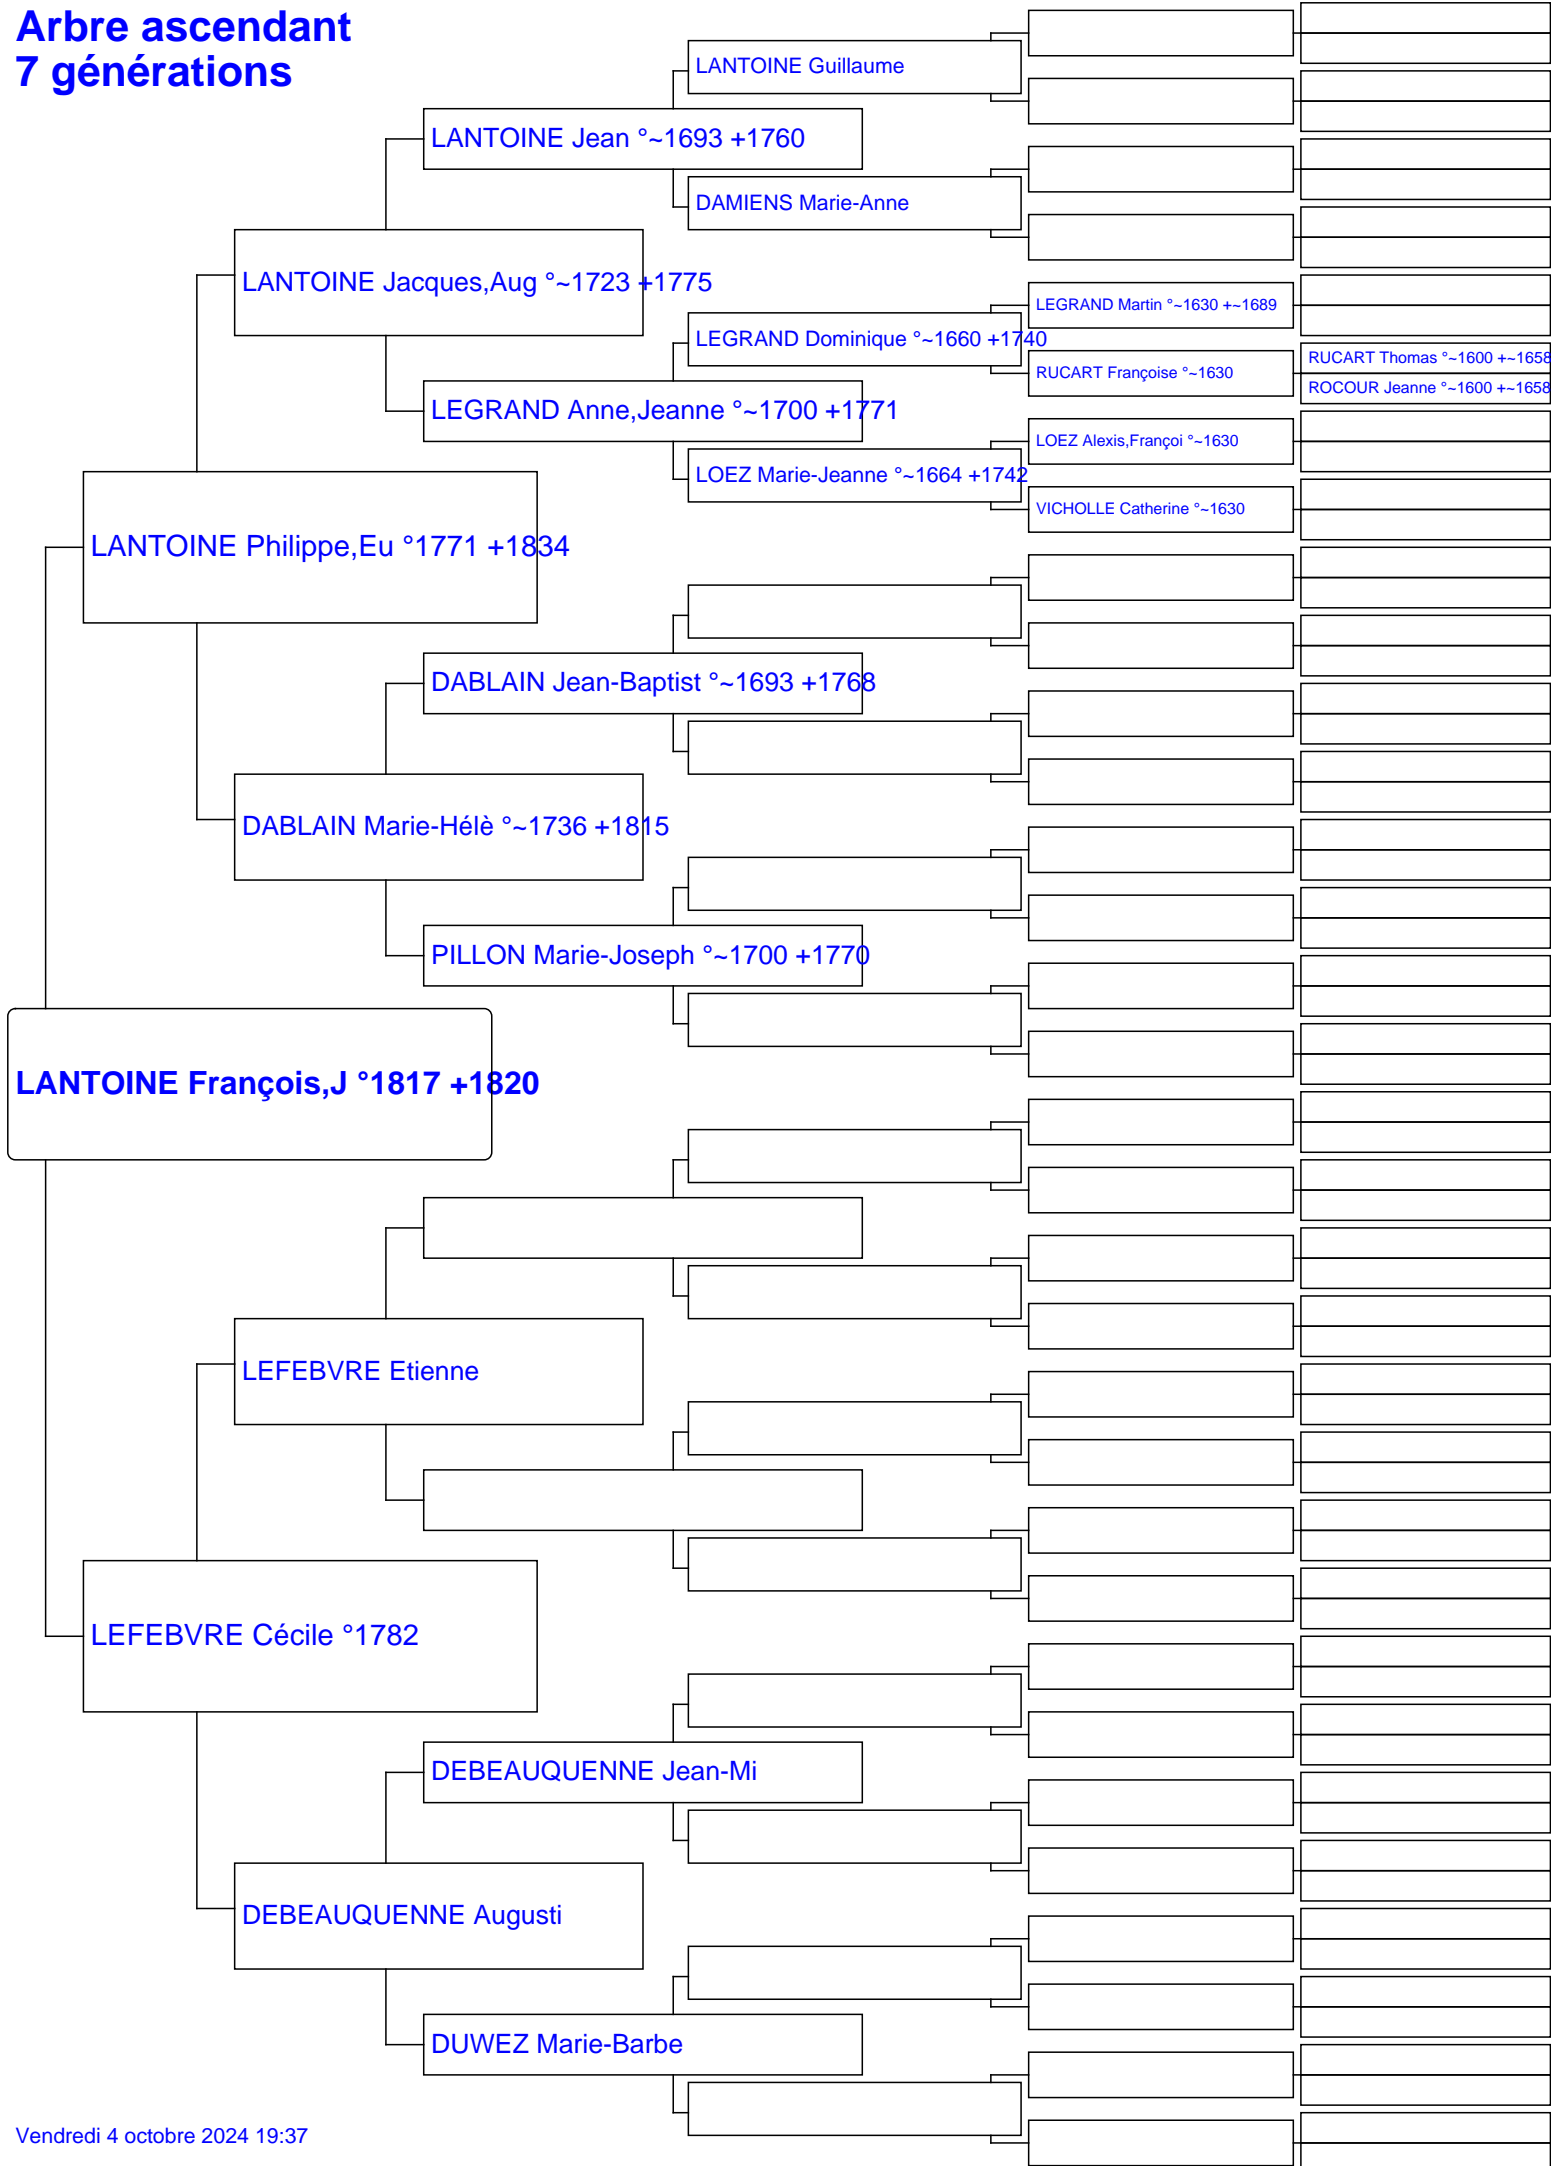 Arbre ascendant
7 générations
LANTOINE Guillaume
LANTOINE Jean °~1693 +1760
DAMIENS Marie-Anne
LANTOINE Jacques,Aug °~1723 +1775
LEGRAND Martin °~1630 +~1689
LEGRAND Dominique °~1660 +1740
RUCART Thomas °~1600 +~1658
RUCART Françoise °~1630
ROCOUR Jeanne °~1600 +~1658
LEGRAND Anne,Jeanne °~1700 +1771
LOEZ Alexis,Françoi °~1630
LOEZ Marie-Jeanne °~1664 +1742
VICHOLLE Catherine °~1630
LANTOINE Philippe,Eu °1771 +1834
DABLAIN Jean-Baptist °~1693 +1768
DABLAIN Marie-Hélè °~1736 +1815
PILLON Marie-Joseph °~1700 +1770
LANTOINE François,J °1817 +1820
LEFEBVRE Etienne
LEFEBVRE Cécile °1782
DEBEAUQUENNE Jean-Mi
DEBEAUQUENNE Augusti
DUWEZ Marie-Barbe
Vendredi 4 octobre 2024 19:37